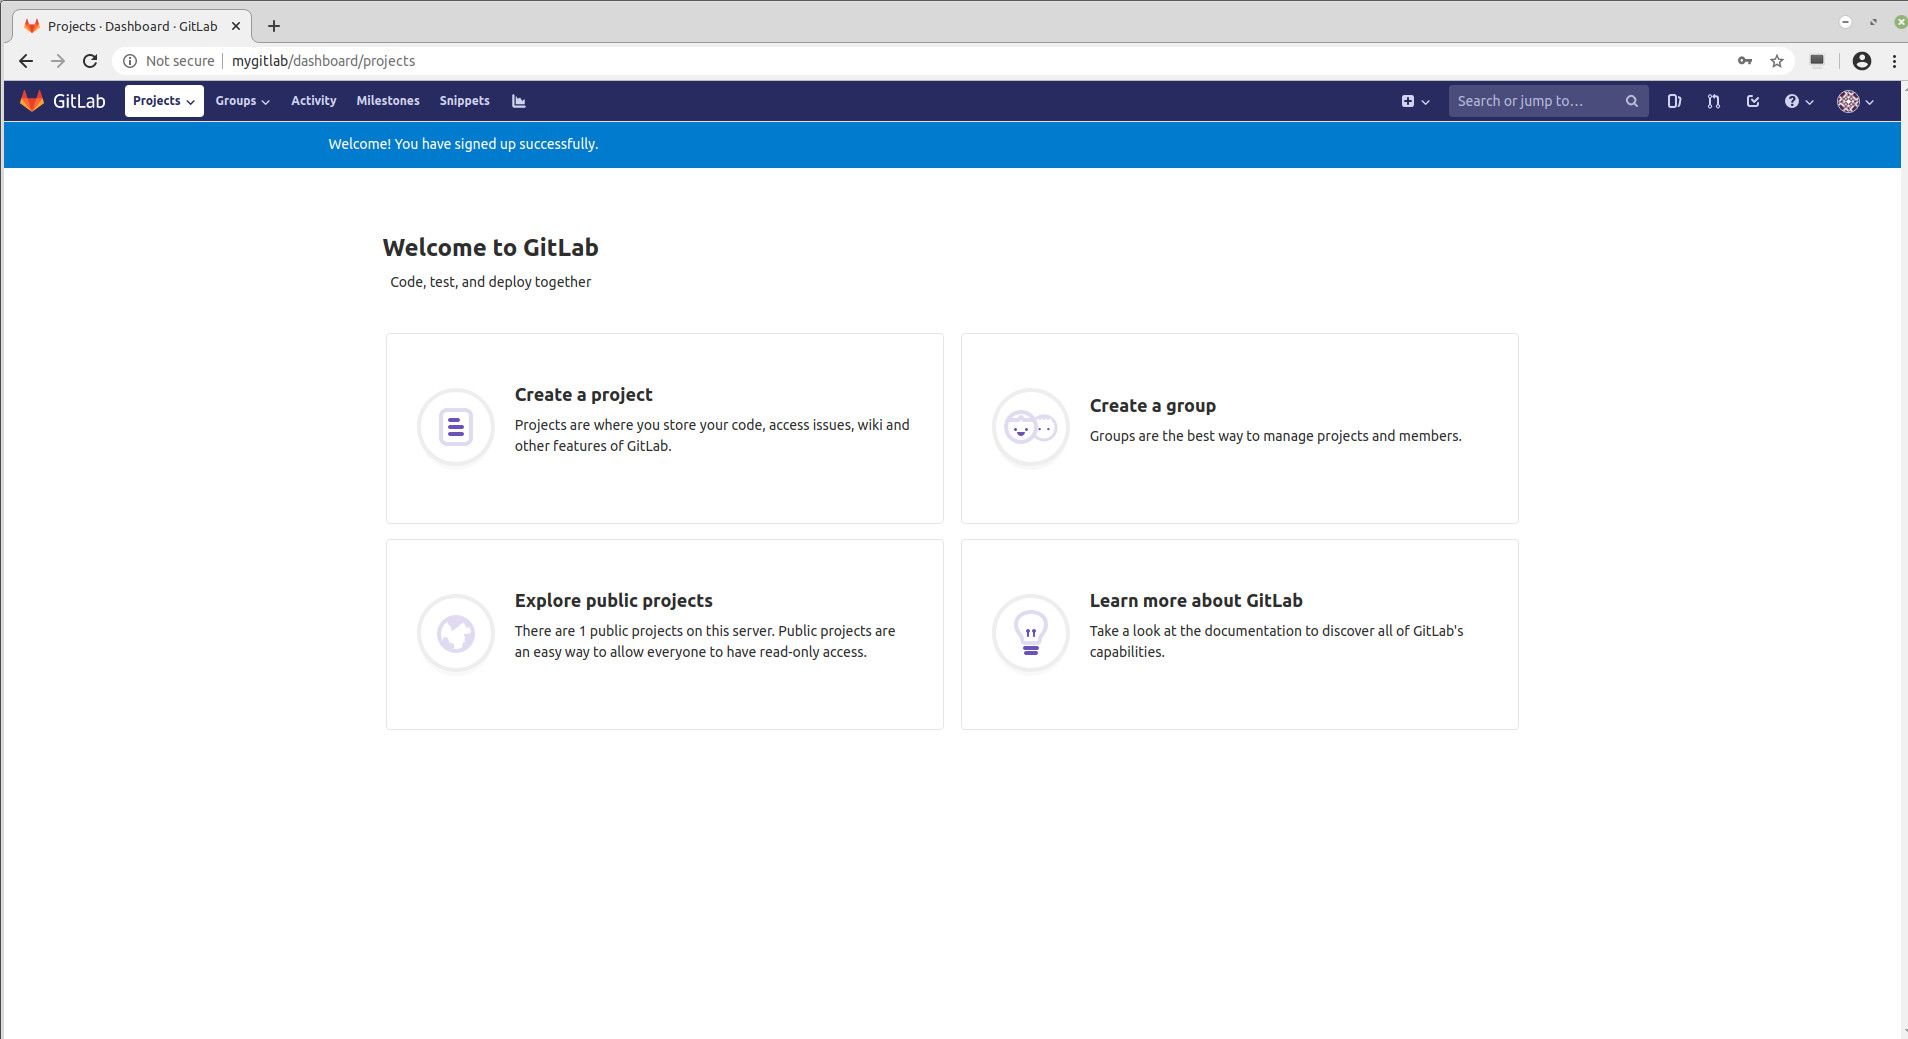 Projects · Dashboard · GitLab
Not secure
mygitlab/dashboard/projects
GitLab
Projects
Groups
Activity
Milestones
Snippets
Search or jump to…
Welcome! You have signed up successfully.
Welcome to GitLab
Code, test, and deploy together
Create a project
Projects are where you store your code, access issues, wiki and
other features of GitLab.
Create a group
Groups are the best way to manage projects and members.
Explore public projects
There are 1 public projects on this server. Public projects are
an easy way to allow everyone to have read-only access.
Learn more about GitLab
Take a look at the documentation to discover all of GitLab's
capabilities.